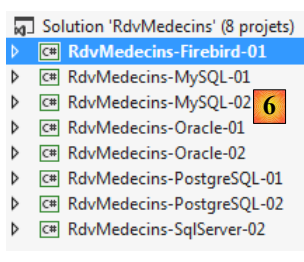 Solution 'RdvMedecins' (8 projets)
C# RdvMedecins-Firebird-01
C# RdvMedecins-MySQL-01
C# RdvMedecins-MySQL-02 6
C# RdvMedecins-Oracle-01
C# RdvMedecins-Oracle-02
C# RdvMedecins-PostgreSQL-01
C# RdvMedecins-PostgreSQL-02
C# RdvMedecins-SqlServer-02